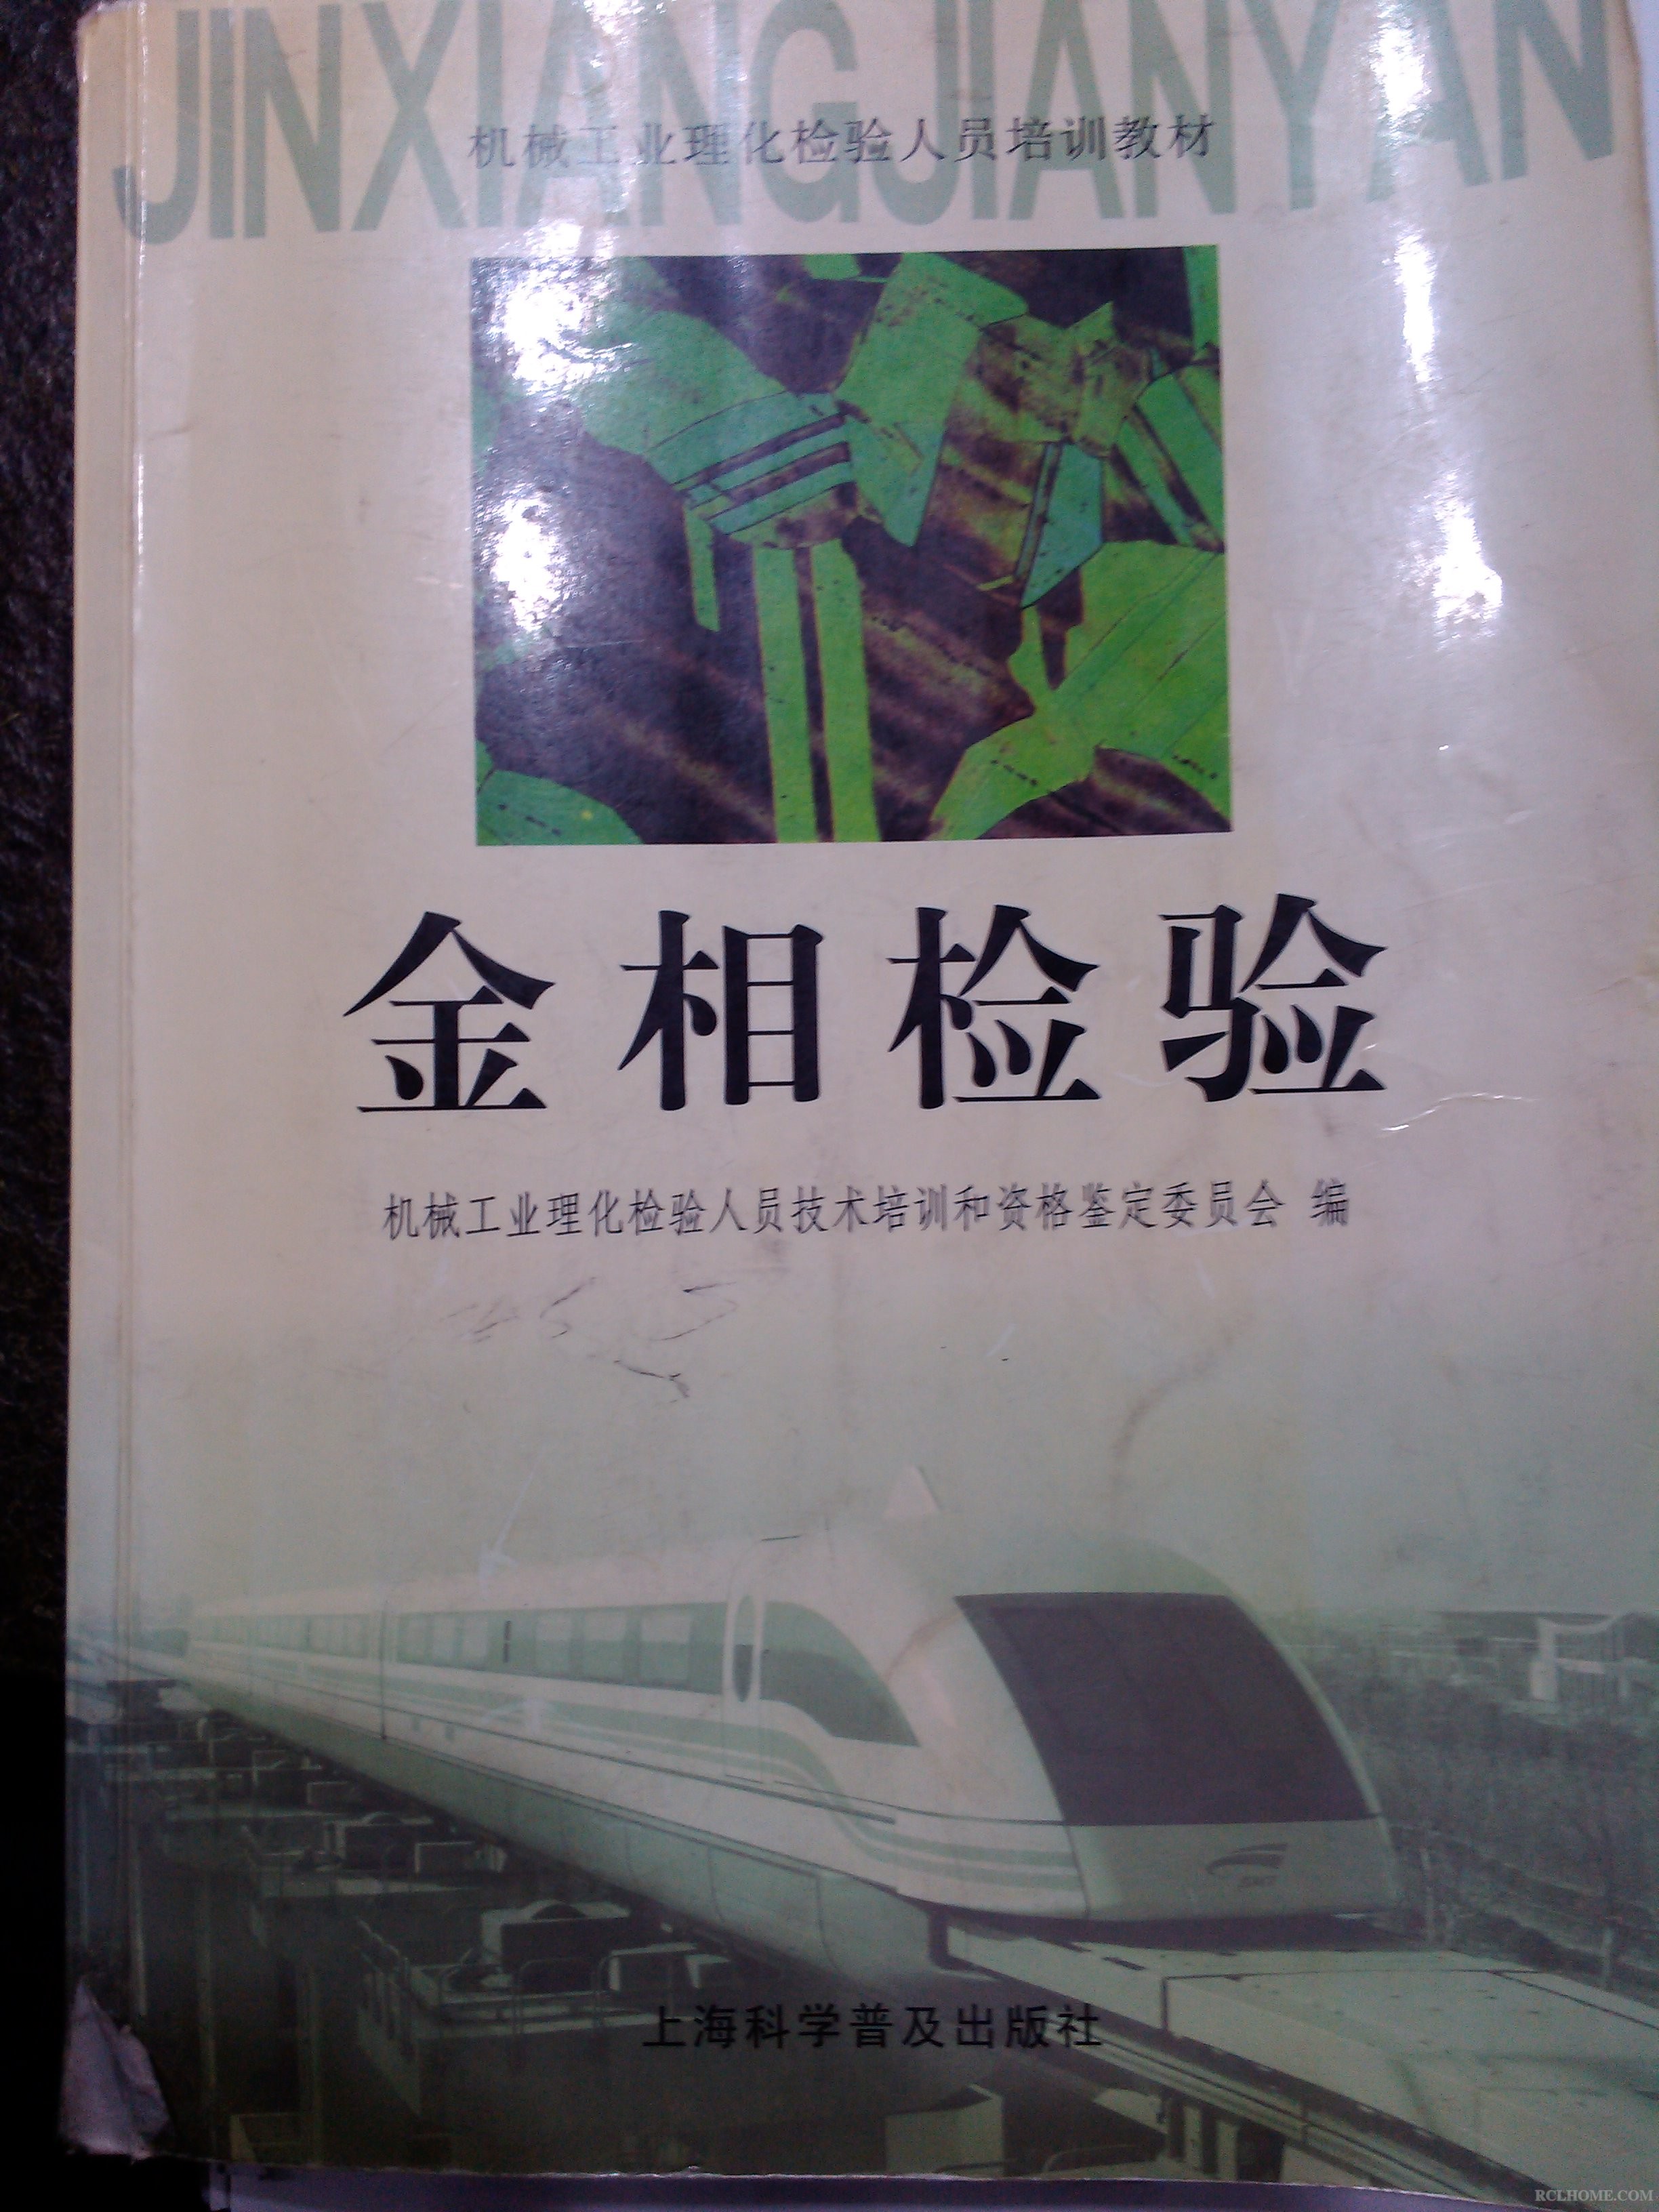 JINXIANGJIANYAN
机械工业理化检验人员培训教材
金相检验
机械工业理化检验人员技术培训和资格鉴定委员会 编
上海科学普及出版社
RCLHOME.COM